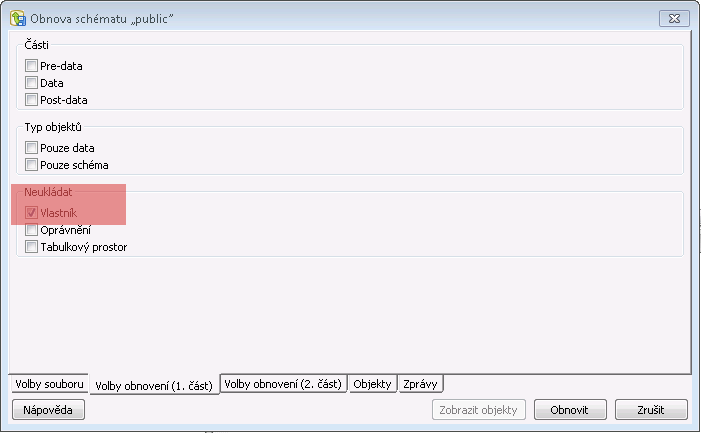 Obnova schématu „public”
Části
Pre-data
Data
Post-data
Typ objektů
Pouze data
Pouze schéma
Neukládat
Vlastník
Oprávnění
Tabulkový prostor
Volby souboru Volby obnovení (1. část) Volby obnovení (2. část) Objekty Zprávy
Nápověda Zobrazit objekty Obnovit Zrušit